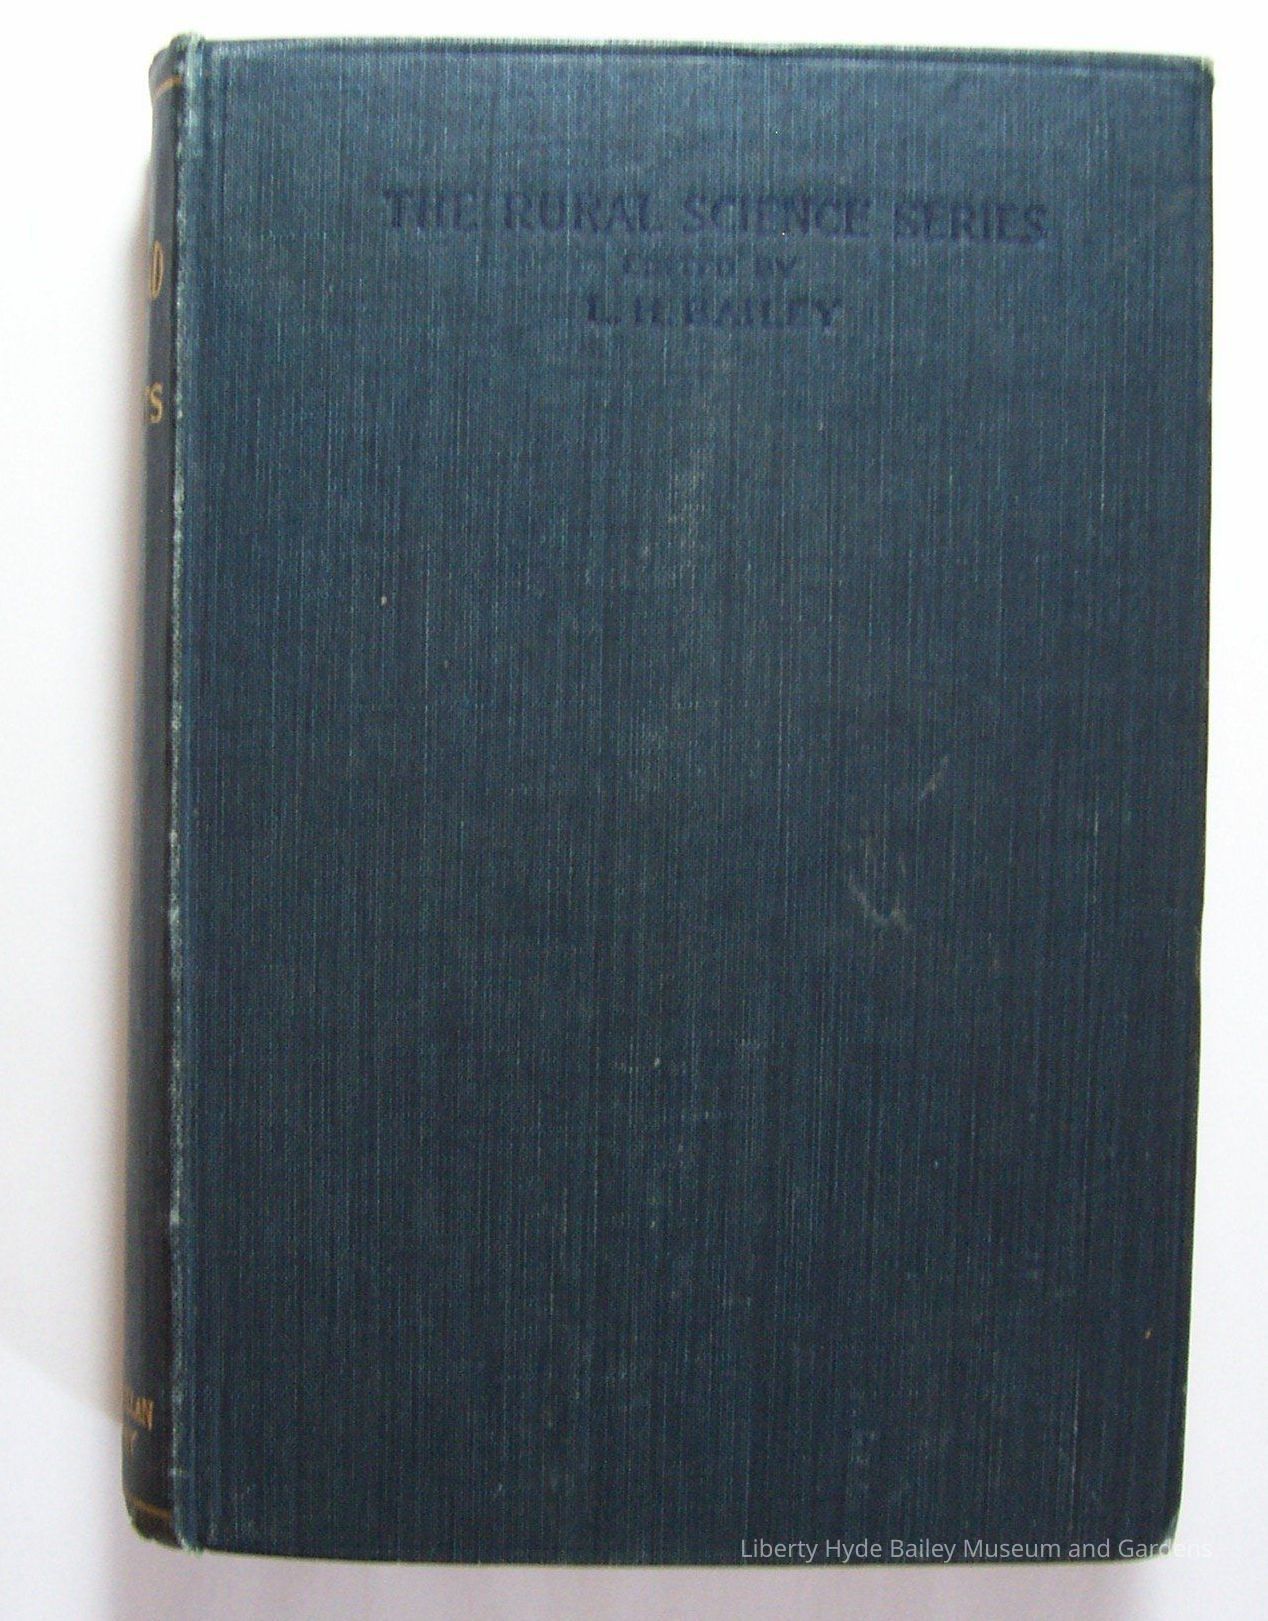 THE RURAL SCIENCE SERIES
EDITED BY
L. H. BAILEY
Liberty Hyde Bailey Museum and Gardens